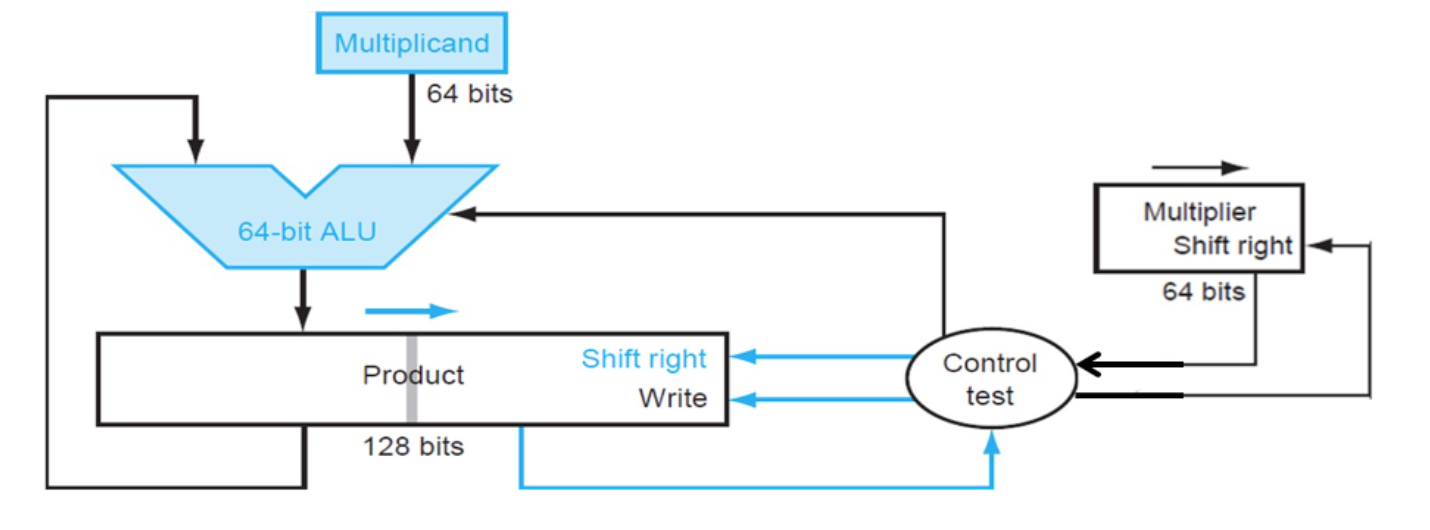 Multiplicand
64 bits
64-bit ALU
Multiplier
Shift right
64 bits
Product
Shift right
Write
128 bits
Control
test